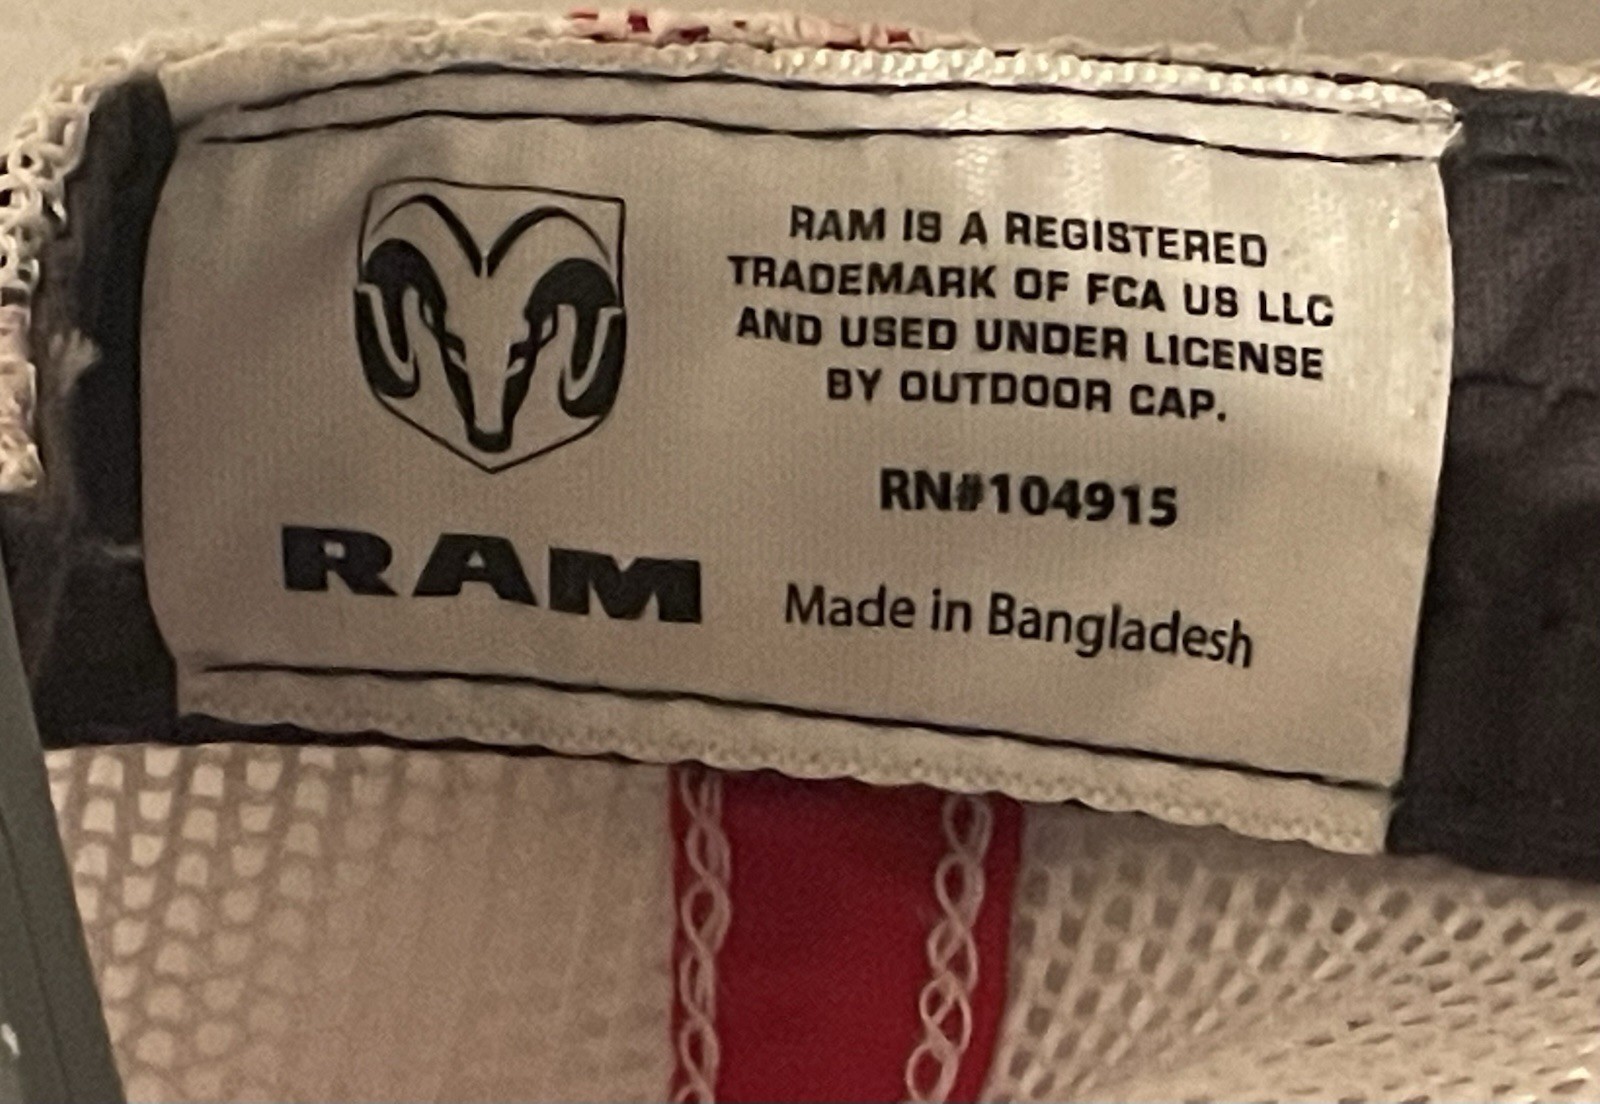 RAM IS A REGISTERED
TRADEMARK OF FCA US LLC
AND USED UNDER LICENSE
BY OUTDOOR CAP.
RN#104915
RAM
Made in Bangladesh